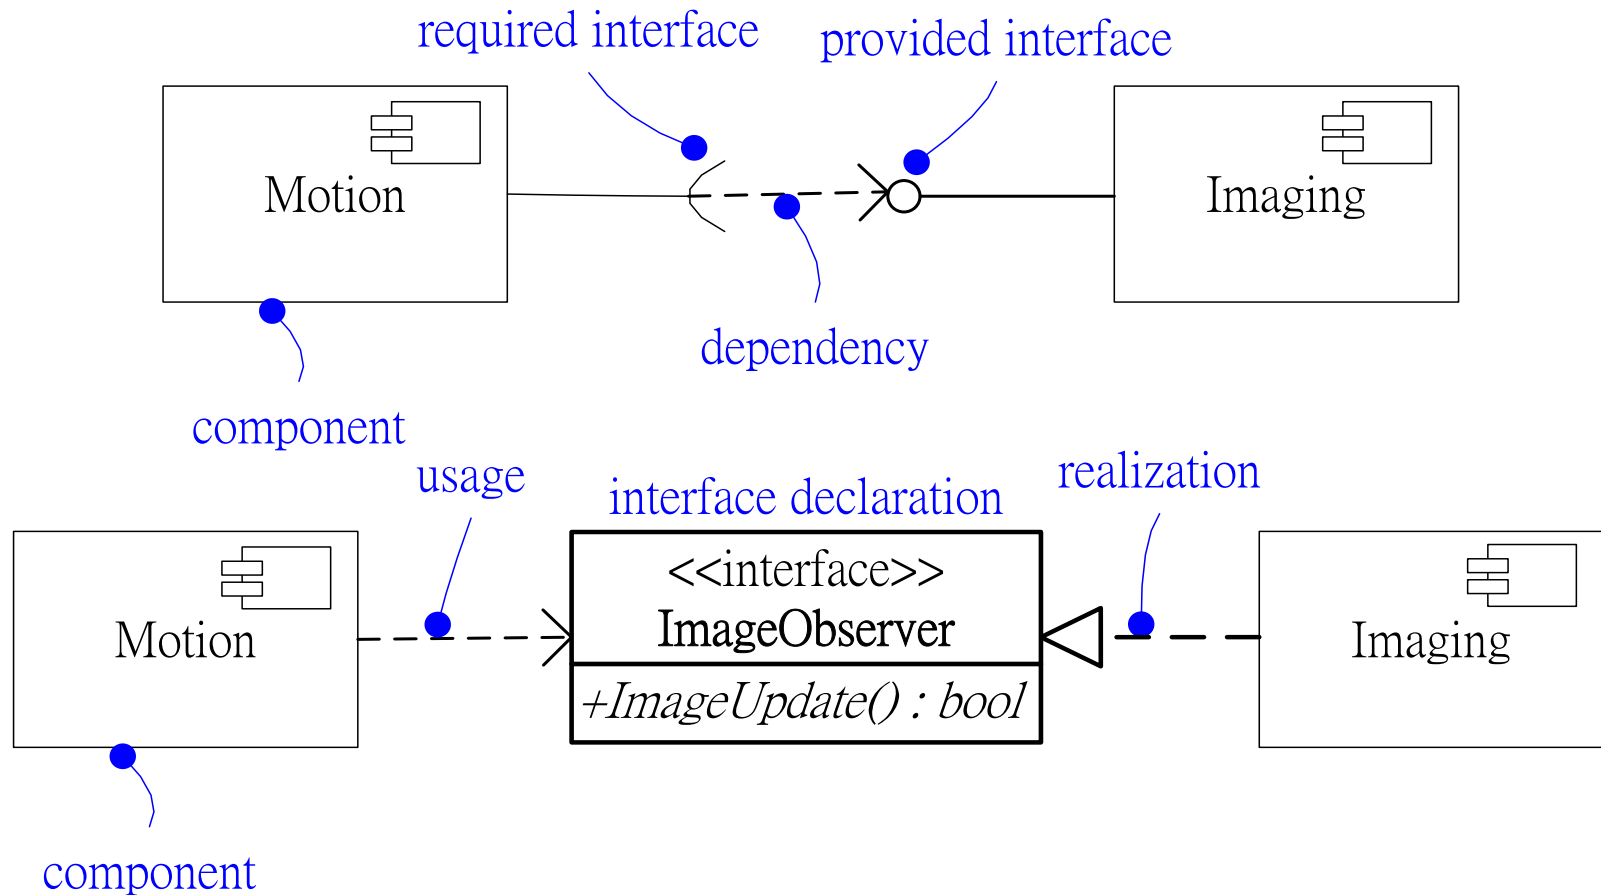 required interface
provided interface
Motion
Imaging
dependency
component
usage
interface declaration
realization
<<interface>>
ImageObserver
Motion
Imaging
+ImageUpdate() : bool
component